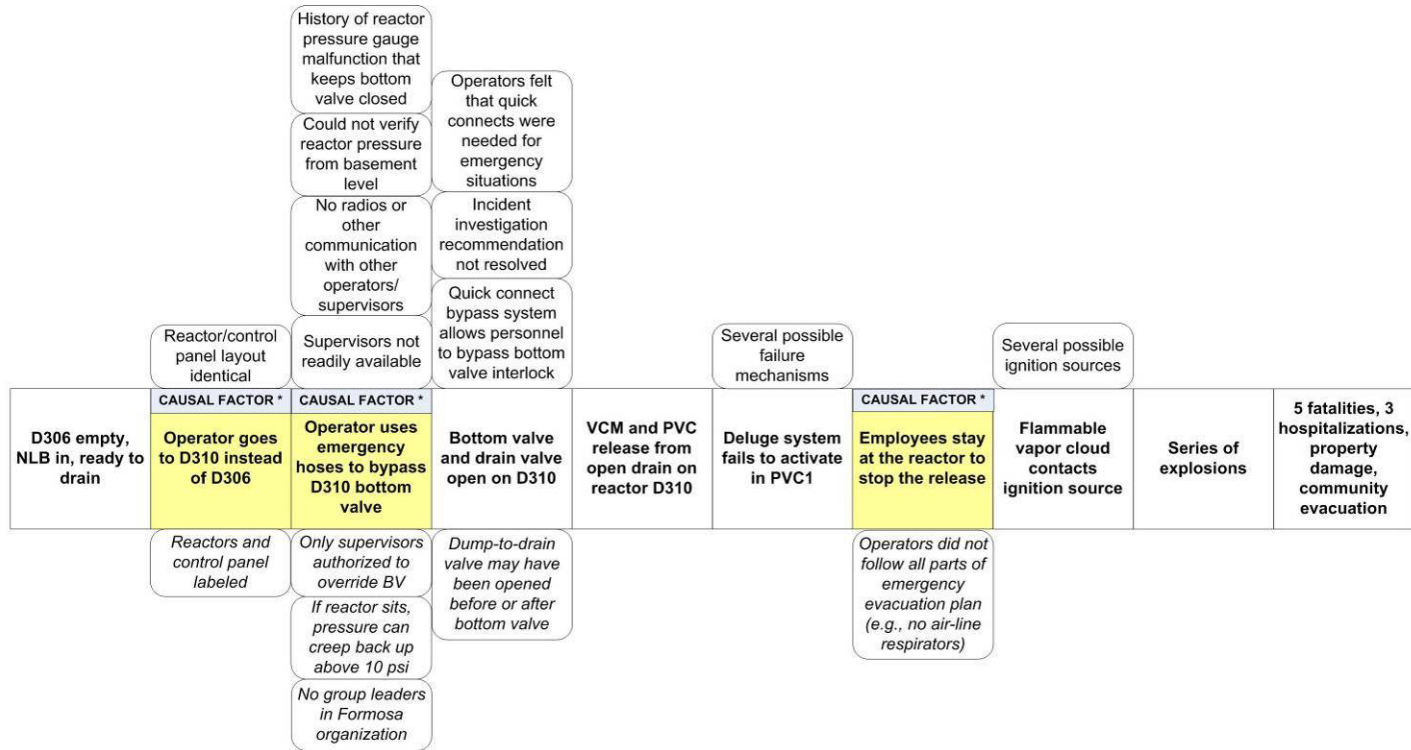 History of reactor
pressure gauge
malfunction that
keeps bottom
valve closed
Could not verify
reactor pressure
from basement
level
No radios or
other
communication
with other
operators/
supervisors
Supervisors not
readily available
Operators felt
that quick
connects were
needed for
emergency
situations
Incident
investigation
recommendation
not resolved
Quick connect
bypass system
allows personnel
to bypass bottom
valve interlock
Reactor/control
panel layout
identical
Several possible
failure
mechanisms
Several possible
ignition sources
D306 empty,
NLB in, ready to
drain
CAUSAL FACTOR *
Operator goes
to D310 instead
of D306
CAUSAL FACTOR *
Operator uses
emergency
hoses to bypass
D310 bottom
valve
Bottom valve
and drain valve
open on D310
VCM and PVC
release from
open drain on
reactor D310
Deluge system
fails to activate
in PVC1
CAUSAL FACTOR *
Employees stay
at the reactor to
stop the release
Flammable
vapor cloud
contacts
ignition source
Series of
explosions
5 fatalities, 3
hospitalizations,
property
damage,
community
evacuation
Reactors and
control panel
labeled
Only supervisors
authorized to
override BV
If reactor sits,
pressure can
creep back up
above 10 psi
No group leaders
in Formosa
organization
Dump-to-drain
valve may have
been opened
before or after
bottom valve
Operators did not
follow all parts of
emergency
evacuation plan
(e.g., no air-line
respirators)